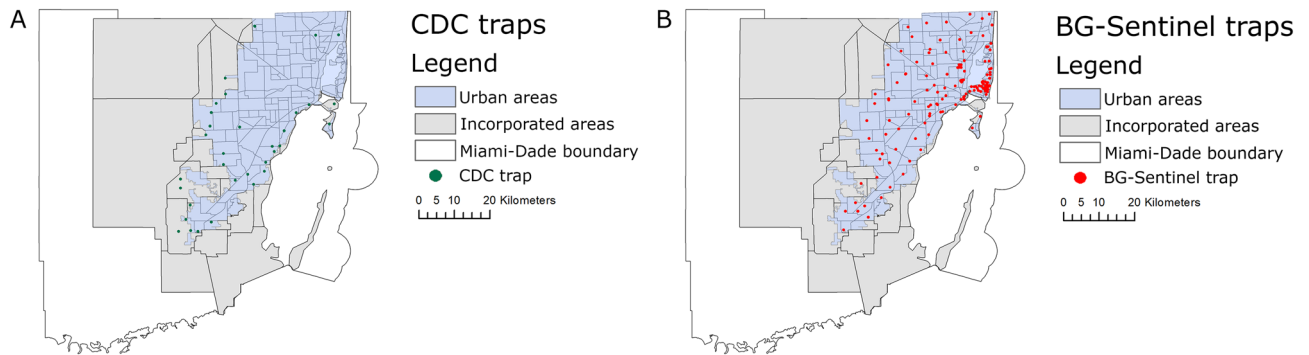 A
CDC traps
Legend
Urban areas
Incorporated areas
Miami-Dade boundary
CDC trap
0 5 10 20 Kilometers
B
BG-Sentinel traps
Legend
Urban areas
Incorporated areas
Miami-Dade boundary
BG-Sentinel trap
0 5 10 20 Kilometers